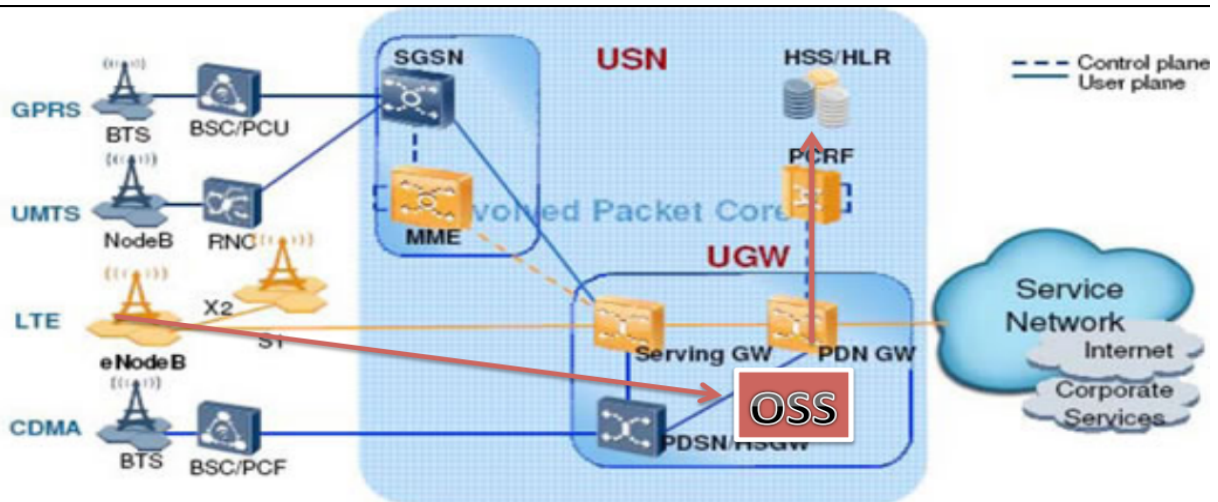 SGSN
USN
HSS/HLR
Control plane
User plane
GPRS
BTS
BSC/PCU
PCRF
UMTS
NodeB
RNC
MME
volved Packet Core
UGW
X2
LTE
S1
eNodeB
Serving GW
PDN GW
Service
Network
Internet
Corporate
Services
OSS
CDMA
BTS
BSC/PCF
PDSN/HSGW